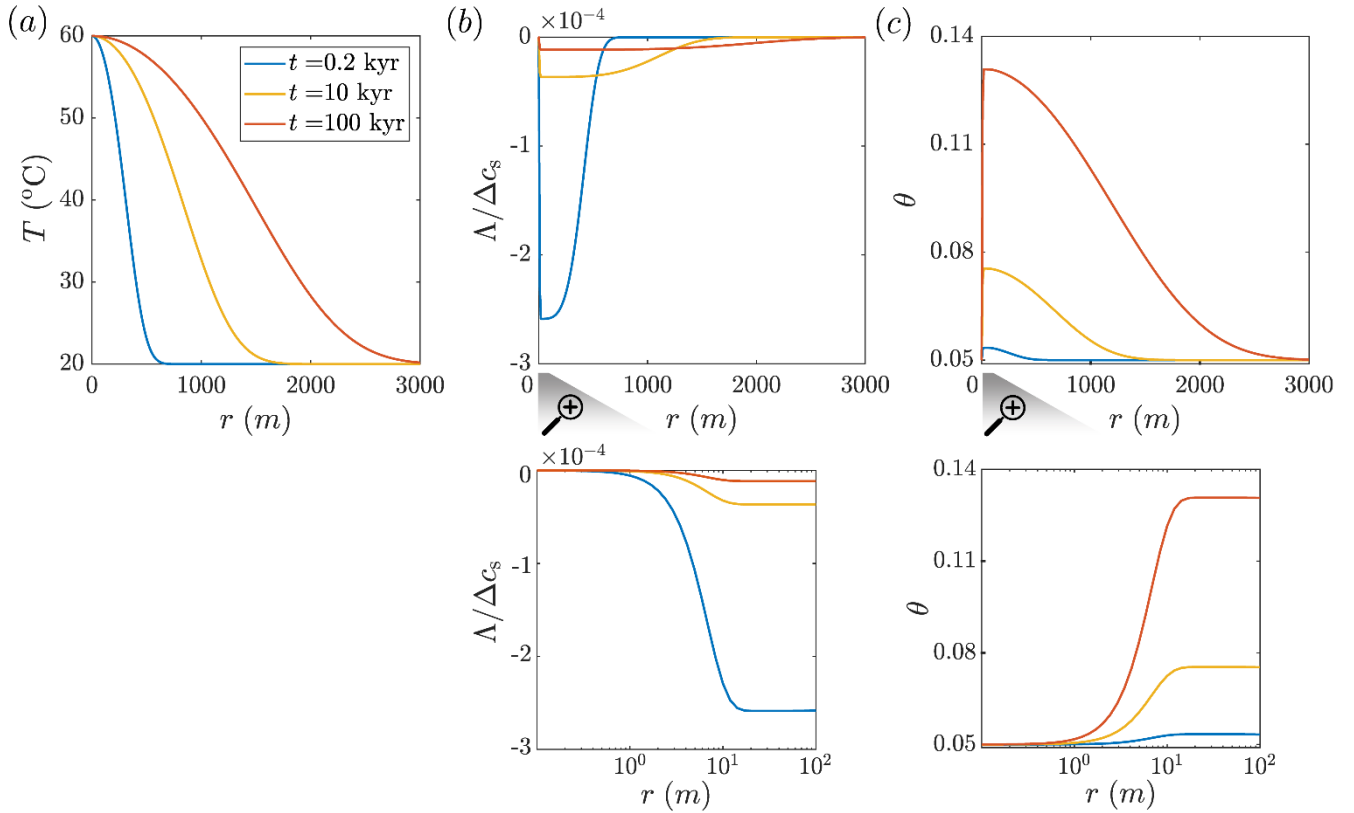 (a)
60
50
40
30
20
T (°C)
0 1000 2000 3000
r (m)
t =0.2 kyr
t =10 kyr
t =100 kyr
(b)
×10⁻⁴
0
-1
-2
-3
Λ/Δcₛ
0 1000 2000 3000
r (m)
(c)
0.14
0.11
0.08
0.05
θ
0 1000 2000 3000
r (m)
×10⁻⁴
0
-1
-2
-3
Λ/Δcₛ
10⁰ 10¹ 10²
r (m)
0.14
0.11
0.08
0.05
θ
10⁰ 10¹ 10²
r (m)